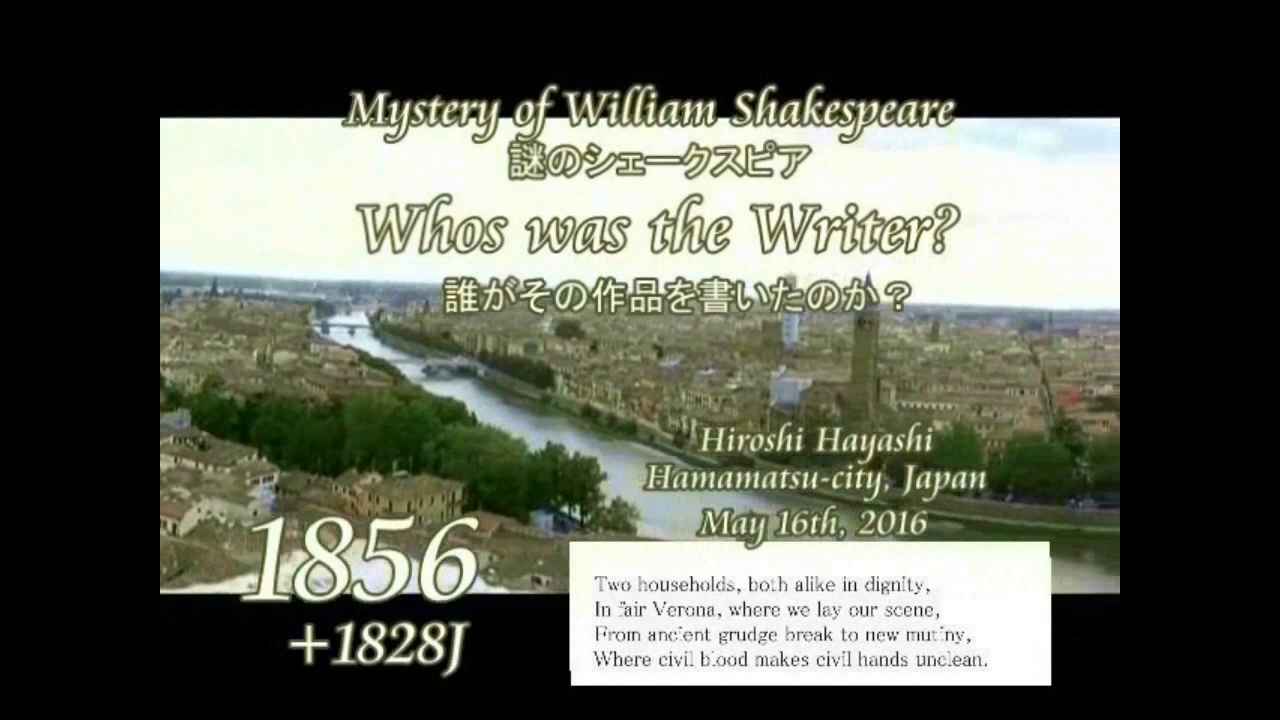 Mystery of William Shakespeare
謎のシェークスピア
Whos was the Writer?
誰がその作品を書いたのか？
Hiroshi Hayashi
Hamamatsu-city, Japan
May 16th, 2016
1856
+1828J
Two households, both alike in dignity,
In fair Verona, where we lay our scene,
From ancient grudge break to new mutiny,
Where civil blood makes civil hands unclean.